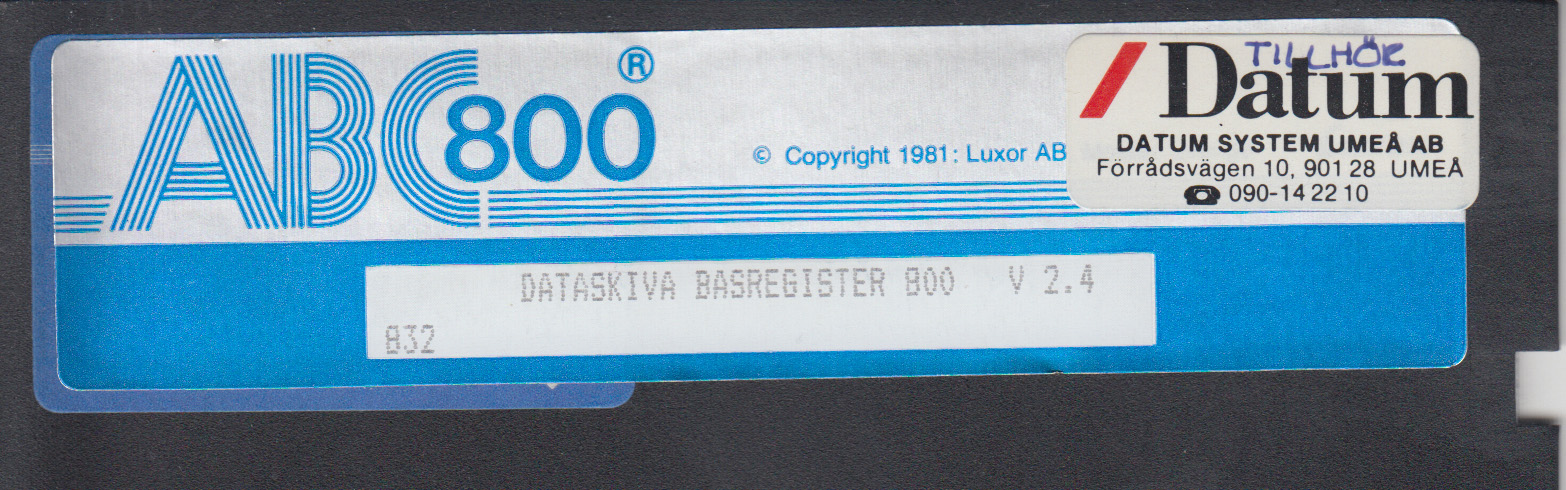 ABC800®
© Copyright 1981: Luxor AB
TILLHÖR
Datum
DATUM SYSTEM UMEÅ AB
Förrådsvägen 10, 901 28 UMEÅ
☎ 090-14 22 10
DATASKIVA BASREGISTER 800 V 2.4
832